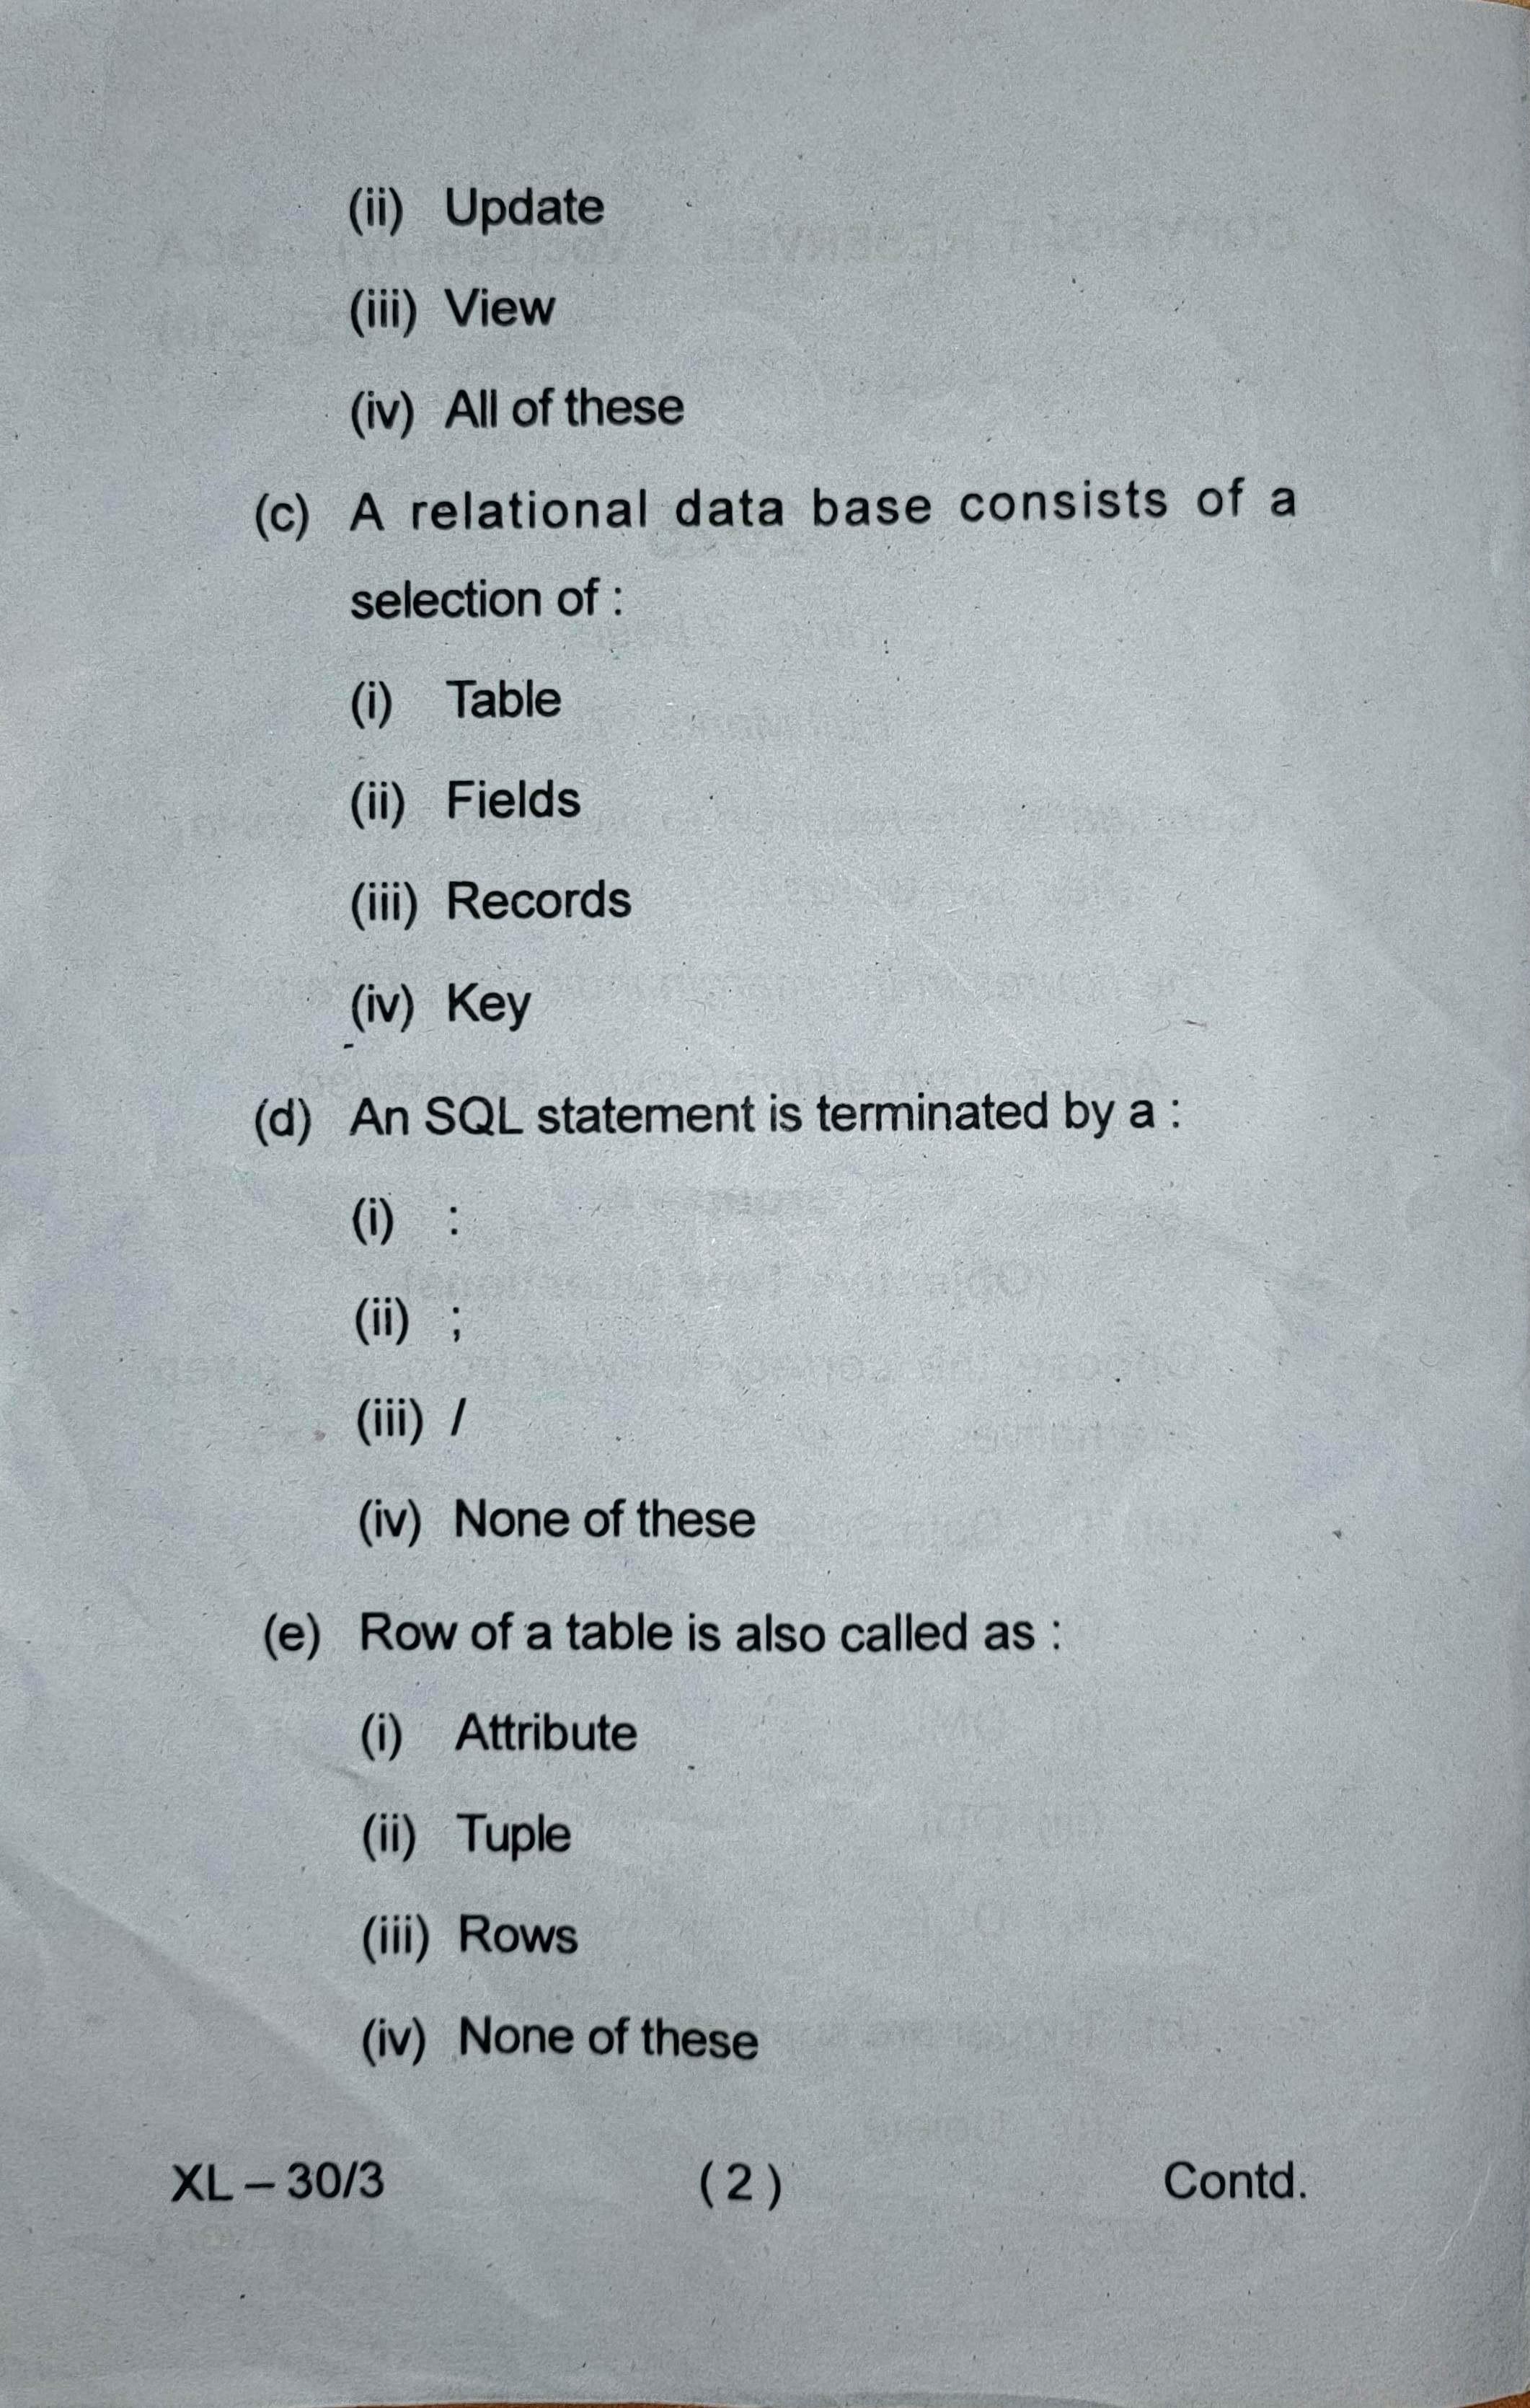 (ii) Update
(iii) View
(iv) All of these
(c) A relational data base consists of a
selection of :
(i) Table
(ii) Fields
(iii) Records
(iv) Key
(d) An SQL statement is terminated by a :
(i) :
(ii) ;
(iii) /
(iv) None of these
(e) Row of a table is also called as :
(i) Attribute
(ii) Tuple
(iii) Rows
(iv) None of these
XL – 30/3 (2) Contd.